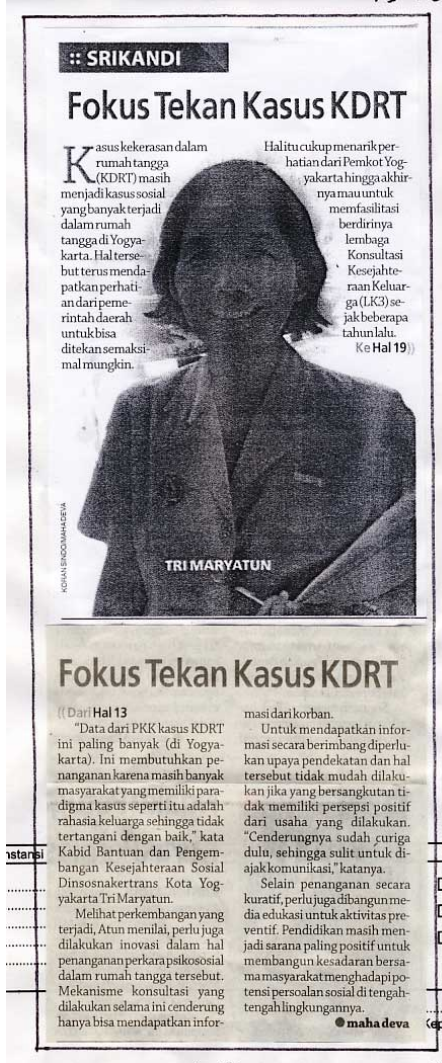 :: SRIKANDI
Fokus Tekan Kasus KDRT
Kasus kekerasan dalam
rumah tangga
(KDRT) masih
menjadi kasus sosial
yang banyak terjadi
dalam rumah
tangga di Yogya-
karta. Hal terse-
but terus menda-
patkan perhati-
an dari peme-
rintah daerah
untuk bisa
ditekan semaksi-
mal mungkin.
Hal itu cukup menarik per-
hatian dari Pemkot Yog-
yakarta hingga akhir-
nya mau untuk
memfasilitasi
berdirinya
lembaga
Konsultasi
Kesejahte-
raan Keluar-
ga (LK3) se-
jak beberapa
tahun lalu.
Ke Hal 19))
KORAN SINDO/MAHADEVA
TRI MARYATUN
Fokus Tekan Kasus KDRT
((Dari Hal 13
"Data dari PKK kasus KDRT
ini paling banyak (di Yogya-
karta). Ini membutuhkan pe-
nanganan karena masih banyak
masyarakat yang memiliki para-
digma kasus seperti itu adalah
rahasia keluarga sehingga tidak
tertangani dengan baik," kata
Kabid Bantuan dan Pengem-
bangan Kesejahteraan Sosial
Dinsosnakertrans Kota Yog-
yakarta Tri Maryatun.
Melihat perkembangan yang
terjadi, Atun menilai, perlu juga
dilakukan inovasi dalam hal
penanganan perkara psikososial
dalam rumah tangga tersebut.
Mekanisme konsultasi yang
dilakukan selama ini cenderung
hanya bisa mendapatkan infor-
masi dari korban.
Untuk mendapatkan infor-
masi secara berimbang diperlu-
kan upaya pendekatan dan hal
tersebut tidak mudah dilaku-
kan jika yang bersangkutan ti-
dak memiliki persepsi positif
dari usaha yang dilakukan.
"Cenderungnya sudah curiga
dulu, sehingga sulit untuk di-
ajak komunikasi," katanya.
Selain penanganan secara
kuratif, perlu juga dibangun me-
dia edukasi untuk aktivitas pre-
ventif. Pendidikan masih men-
jadi sarana paling positif untuk
membangun kesadaran bersa-
ma masyarakat menghadapi po-
tensi persoalan sosial di tengah-
tengah lingkungannya.
● maha deva
nstansi
Kep